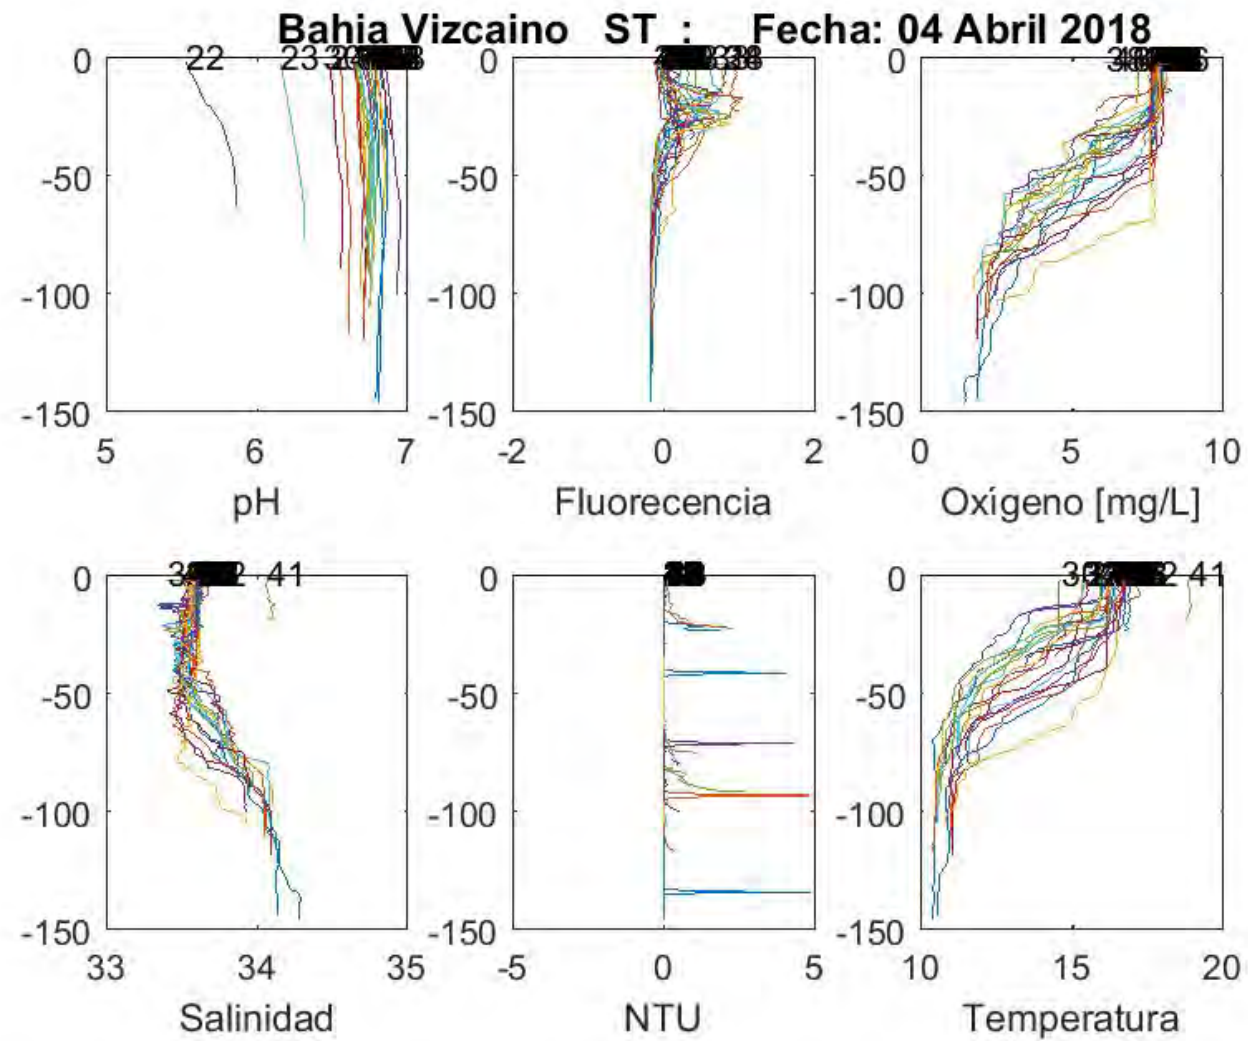 Bahia Vizcaino ST : Fecha: 04 Abril 2018
22 23
0 0 0
-50 -50 -50
-100 -100 -100
-150 -150 -150
5 6 7 -2 0 2 0 5 10
pH Fluorecencia Oxígeno [mg/L]
41 41
0 0 0
-50 -50 -50
-100 -100 -100
-150 -150 -150
33 34 35 -5 0 5 10 15 20
Salinidad NTU Temperatura